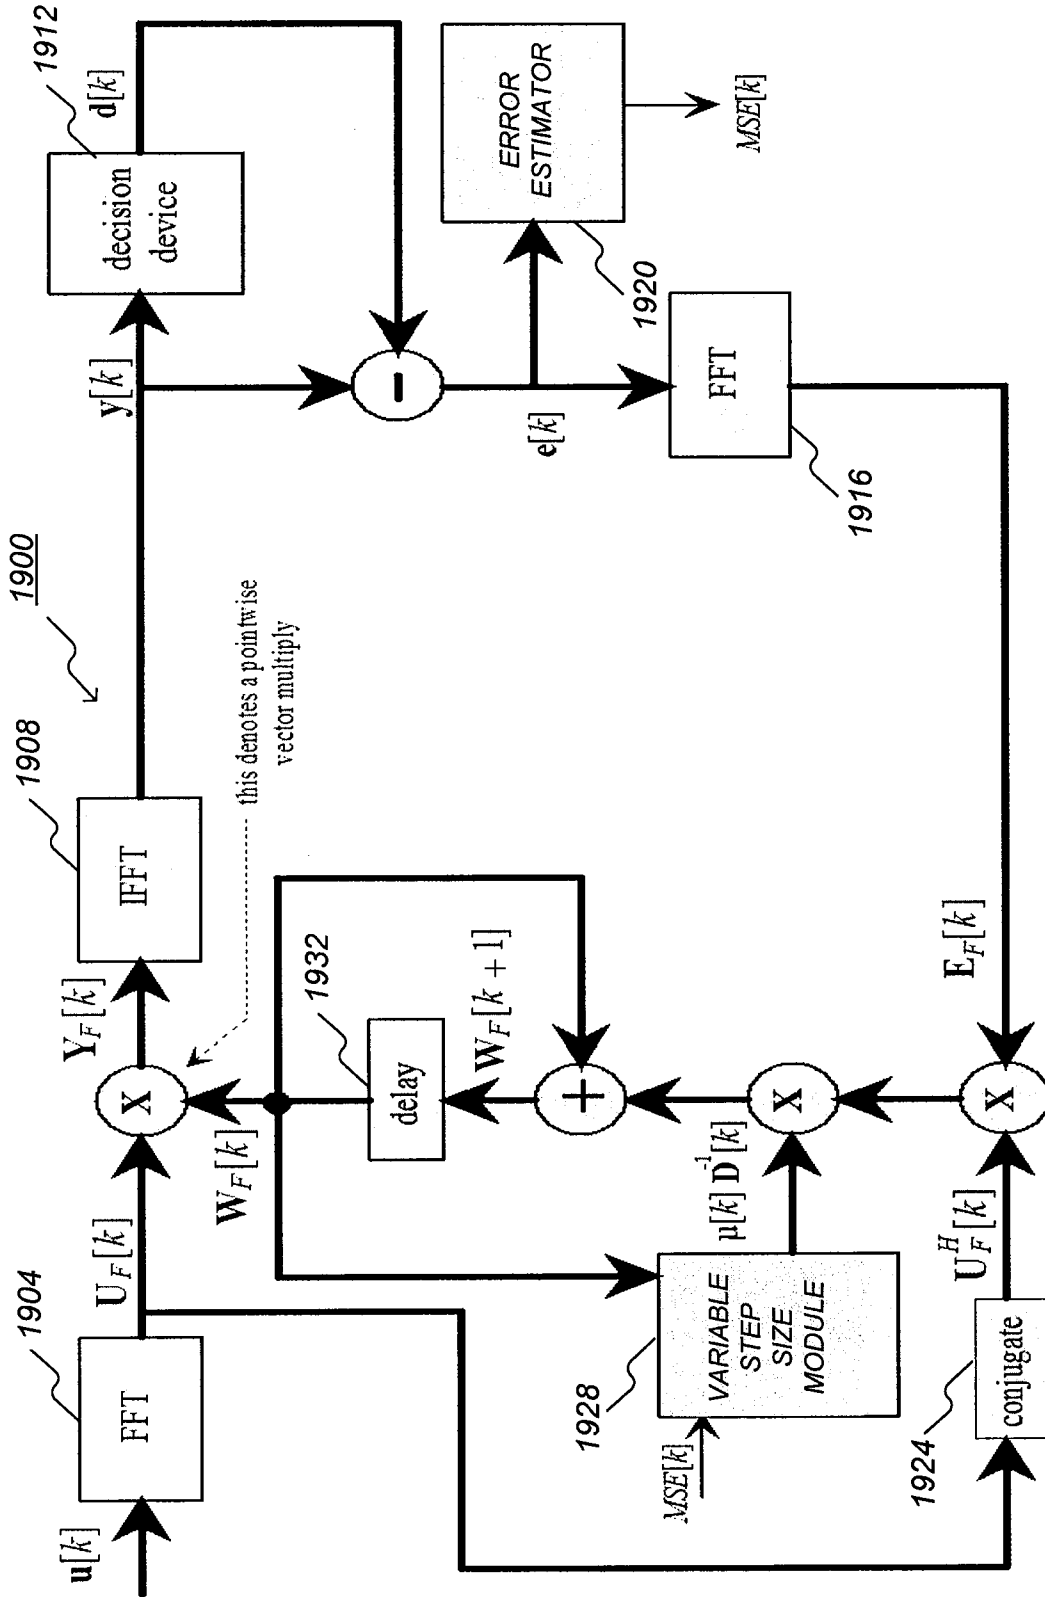 1900
u[k]
1904
FFT
U_F[k]
X
Y_F[k]
1908
IFFT
y[k]
decision
device
1912
d[k]
this denotes a pointwise
vector multiply
W_F[k]
1932
delay
W_F[k + 1]
+
-
e[k]
ERROR
ESTIMATOR
1920
MSE[k]
FFT
1916
MSE[k]
1928
VARIABLE
STEP
SIZE
MODULE
μ[k] D⁻¹[k]
X
1924
conjugate
U_F^H[k]
X
E_F[k]